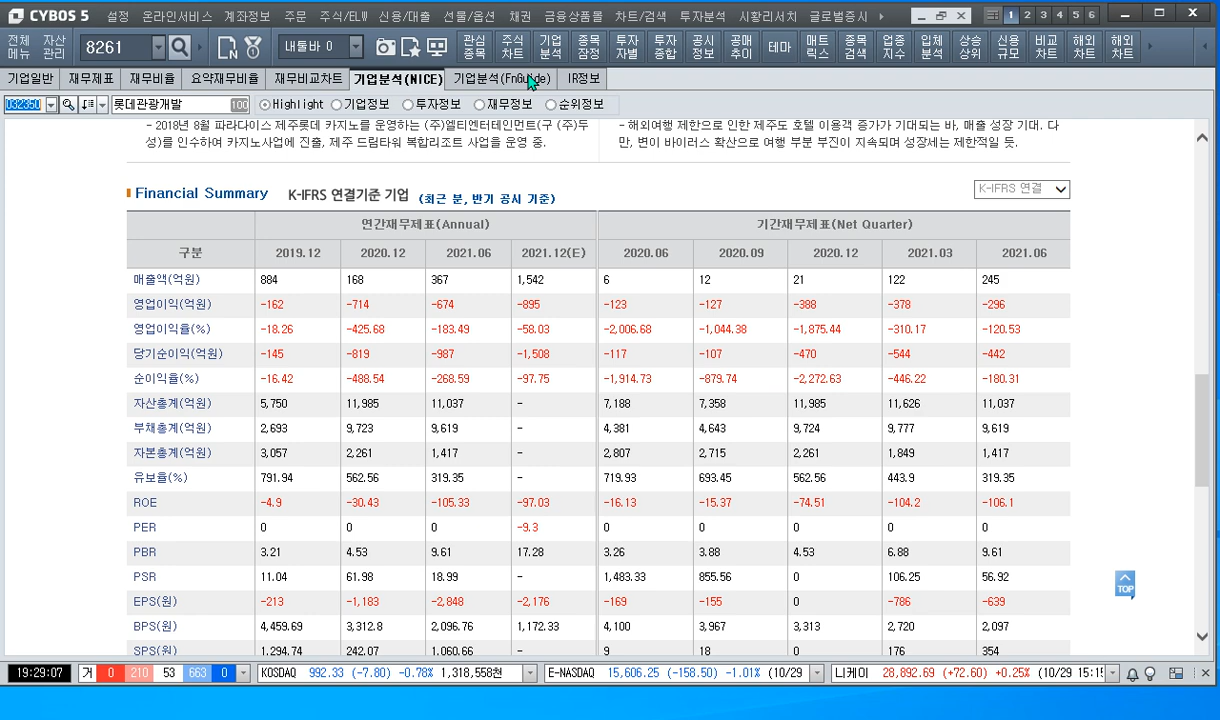 CYBOS 5 설정 온라인서비스 계좌정보 주문 주식/ELW 신용/대출 선물/옵션 채권 금융상품몰 차트/검색 투자분석 시황리서치 글로벌증시 1 2 3 4 5 6
전체메뉴 자산관리 8261 내툴바 0 관심종목 주식차트 기업분석 종목잠정 투자자별 투자종합 공시정보 공매추이 테마 매트릭스 종목검색 업종지수 입체분석 상승상위 신용규모 비교차트 해외차트 해외차트
기업일반 재무제표 재무비율 요약재무비율 재무비교차트 기업분석(NICE) 기업분석(FnGuide) IR정보
032350 롯데관광개발 100 Highlight 기업정보 투자정보 재무정보 순위정보
- 2018년 8월 파라다이스 제주롯데 카지노를 운영하는 (주)엘티엔터테인먼트(구 (주)두
성)를 인수하여 카지노사업에 진출, 제주 드림타워 복합리조트 사업을 운영 중.
- 해외여행 제한으로 인한 제주도 호텔 이용객 증가가 기대되는 바, 매출 성장 기대. 다
만, 변이 바이러스 확산으로 여행 부분 부진이 지속되며 성장세는 제한적일 듯.
Financial Summary K-IFRS 연결기준 기업 (최근 분, 반기 공시 기준) K-IFRS 연결
구분 연간재무제표(Annual) 기간재무제표(Net Quarter)
2019.12 2020.12 2021.06 2021.12(E) 2020.06 2020.09 2020.12 2021.03 2021.06
매출액(억원) 884 168 367 1,542 6 12 21 122 245
영업이익(억원) -162 -714 -674 -895 -123 -127 -388 -378 -296
영업이익율(%) -18.26 -425.68 -183.49 -58.03 -2,006.68 -1,044.38 -1,875.44 -310.17 -120.53
당기순이익(억원) -145 -819 -987 -1,508 -117 -107 -470 -544 -442
순이익율(%) -16.42 -488.54 -268.59 -97.75 -1,914.73 -879.74 -2,272.63 -446.22 -180.31
자산총계(억원) 5,750 11,985 11,037 - 7,188 7,358 11,985 11,626 11,037
부채총계(억원) 2,693 9,723 9,619 - 4,381 4,643 9,724 9,777 9,619
자본총계(억원) 3,057 2,261 1,417 - 2,807 2,715 2,261 1,849 1,417
유보율(%) 791.94 562.56 319.35 - 719.93 693.45 562.56 443.9 319.35
ROE -4.9 -30.43 -105.33 -97.03 -16.13 -15.37 -74.51 -104.2 -106.1
PER 0 0 0 -9.3 0 0 0 0 0
PBR 3.21 4.53 9.61 17.28 3.26 3.88 4.53 6.88 9.61
PSR 11.04 61.98 18.99 - 1,483.33 855.56 0 106.25 56.92
EPS(원) -213 -1,183 -2,848 -2,176 -169 -155 0 -786 -639
BPS(원) 4,459.69 3,312.8 2,096.76 1,172.33 4,100 3,967 3,313 2,720 2,097
SPS(원) 1,294.74 242.07 1,060.66 - 9 18 0 176 354
TOP
19:29:07 거 0 210 53 663 0 KOSDAQ 992.33 (-7.80) -0.78% 1,318,558천 E-NASDAQ 15,606.25 (-158.50) -1.01% (10/29 니케이 28,892.69 (+72.60) +0.25% (10/29 15:15